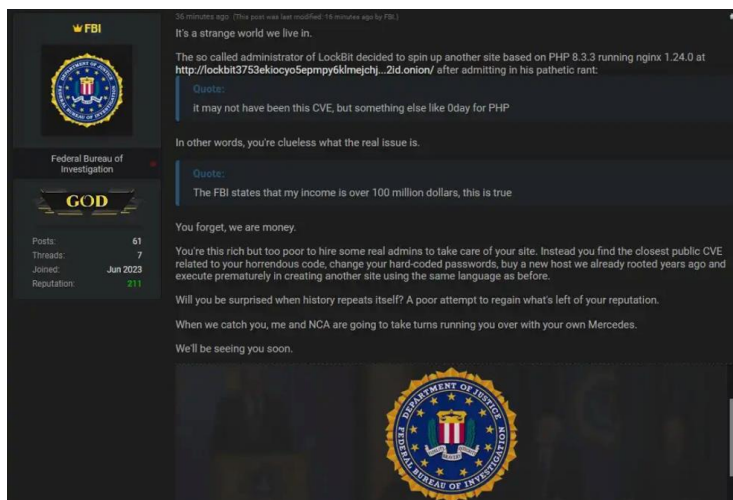 36 minutes ago (This post was last modified: 16 minutes ago by FBI.)
FBI
It's a strange world we live in.
The so called administrator of LockBit decided to spin up another site based on PHP 8.3.3 running nginx 1.24.0 at
http://lockbit3753ekiocyo5epmpy6klmejchj...2id.onion/ after admitting in his pathetic rant:
Quote:
it may not have been this CVE, but something else like 0day for PHP
In other words, you're clueless what the real issue is.
Quote:
The FBI states that my income is over 100 million dollars, this is true
You forget, we are money.
You're this rich but too poor to hire some real admins to take care of your site. Instead you find the closest public CVE
related to your horrendous code, change your hard-coded passwords, buy a new host we already rooted years ago and
execute prematurely in creating another site using the same language as before.
Will you be surprised when history repeats itself? A poor attempt to regain what's left of your reputation.
When we catch you, me and NCA are going to take turns running you over with your own Mercedes.
We'll be seeing you soon.
DEPARTMENT OF JUSTICE
FEDERAL BUREAU OF INVESTIGATION
Federal Bureau of
Investigation
GOD
Posts: 61
Threads: 7
Joined: Jun 2023
Reputation: 211
DEPARTMENT OF JUSTICE
FEDERAL BUREAU OF INVESTIGATION